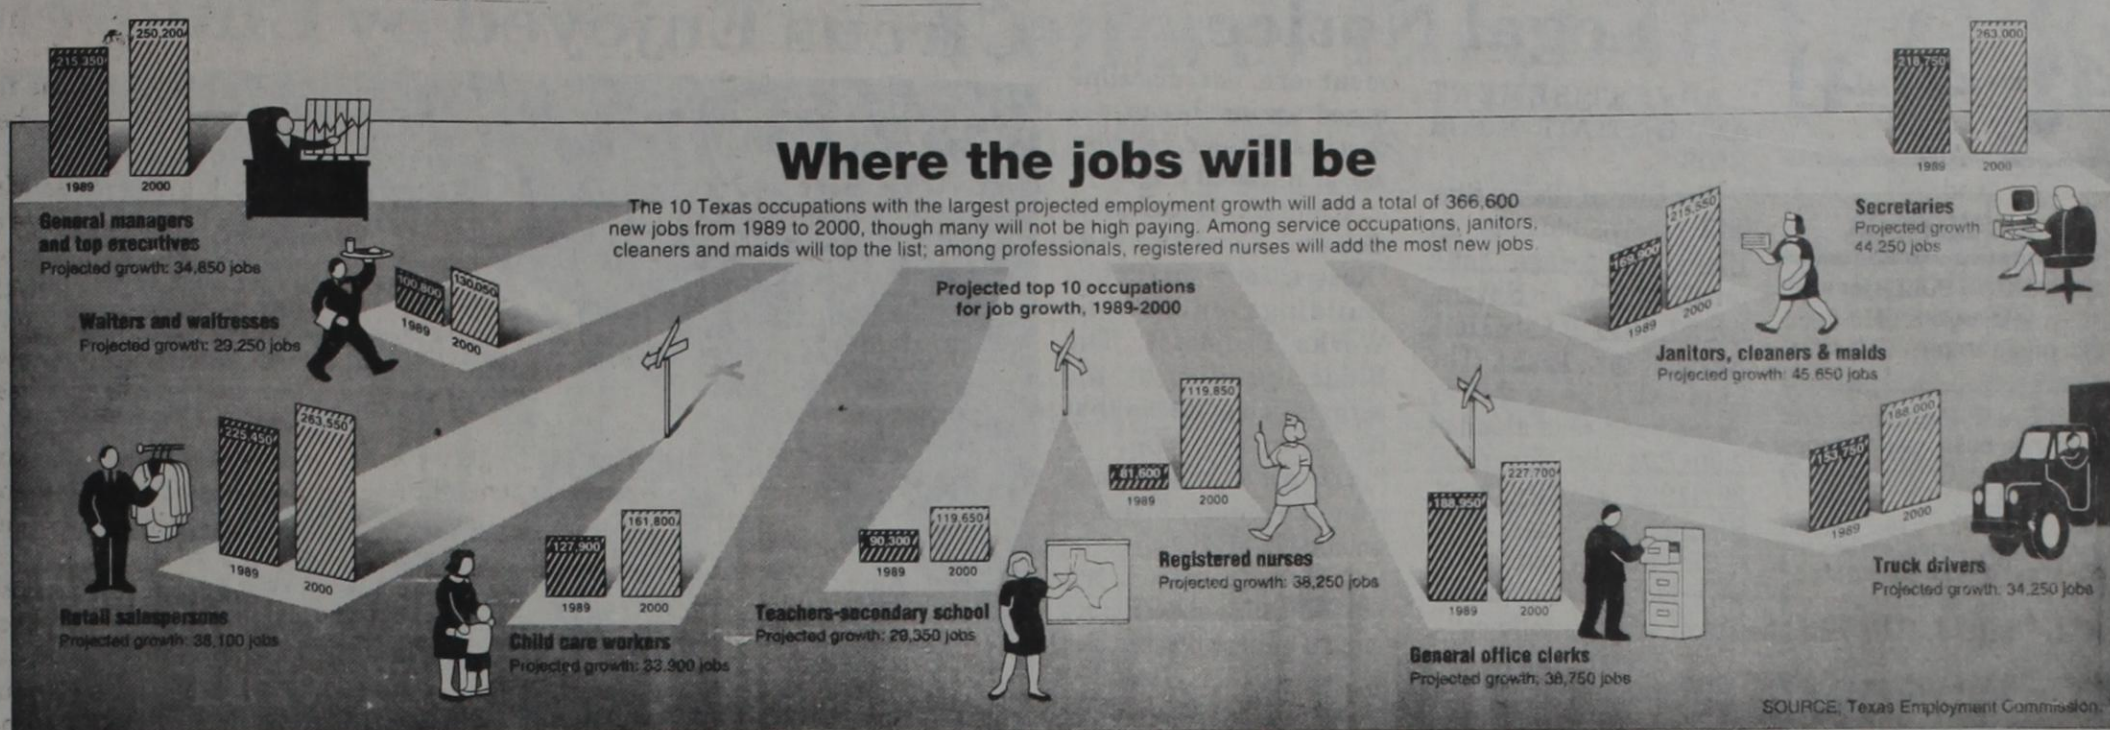 Where the jobs will be
The 10 Texas occupations with the largest projected employment growth will add a total of 366,600
new jobs from 1989 to 2000, though many will not be high paying. Among service occupations, janitors,
cleaners and maids will top the list; among professionals, registered nurses will add the most new jobs.
Projected top 10 occupations
for job growth, 1989-2000
215,350
250,200
1989
2000
General managers
and top executives
Projected growth: 34,850 jobs
100,800
130,050
1989
2000
Waiters and waitresses
Projected growth: 29,250 jobs
225,450
263,550
1989
2000
Retail salespersons
Projected growth: 38,100 jobs
127,900
161,800
1989
2000
Child care workers
Projected growth: 33,900 jobs
90,300
119,650
1989
2000
Teachers-secondary school
Projected growth: 29,350 jobs
81,600
119,850
1989
2000
Registered nurses
Projected growth: 38,250 jobs
188,950
227,700
1989
2000
General office clerks
Projected growth: 38,750 jobs
153,750
188,000
1989
2000
Truck drivers
Projected growth: 34,250 jobs
169,900
215,550
1989
2000
Janitors, cleaners & maids
Projected growth: 45,650 jobs
218,750
263,000
1989
2000
Secretaries
Projected growth
44,250 jobs
SOURCE: Texas Employment Commission.